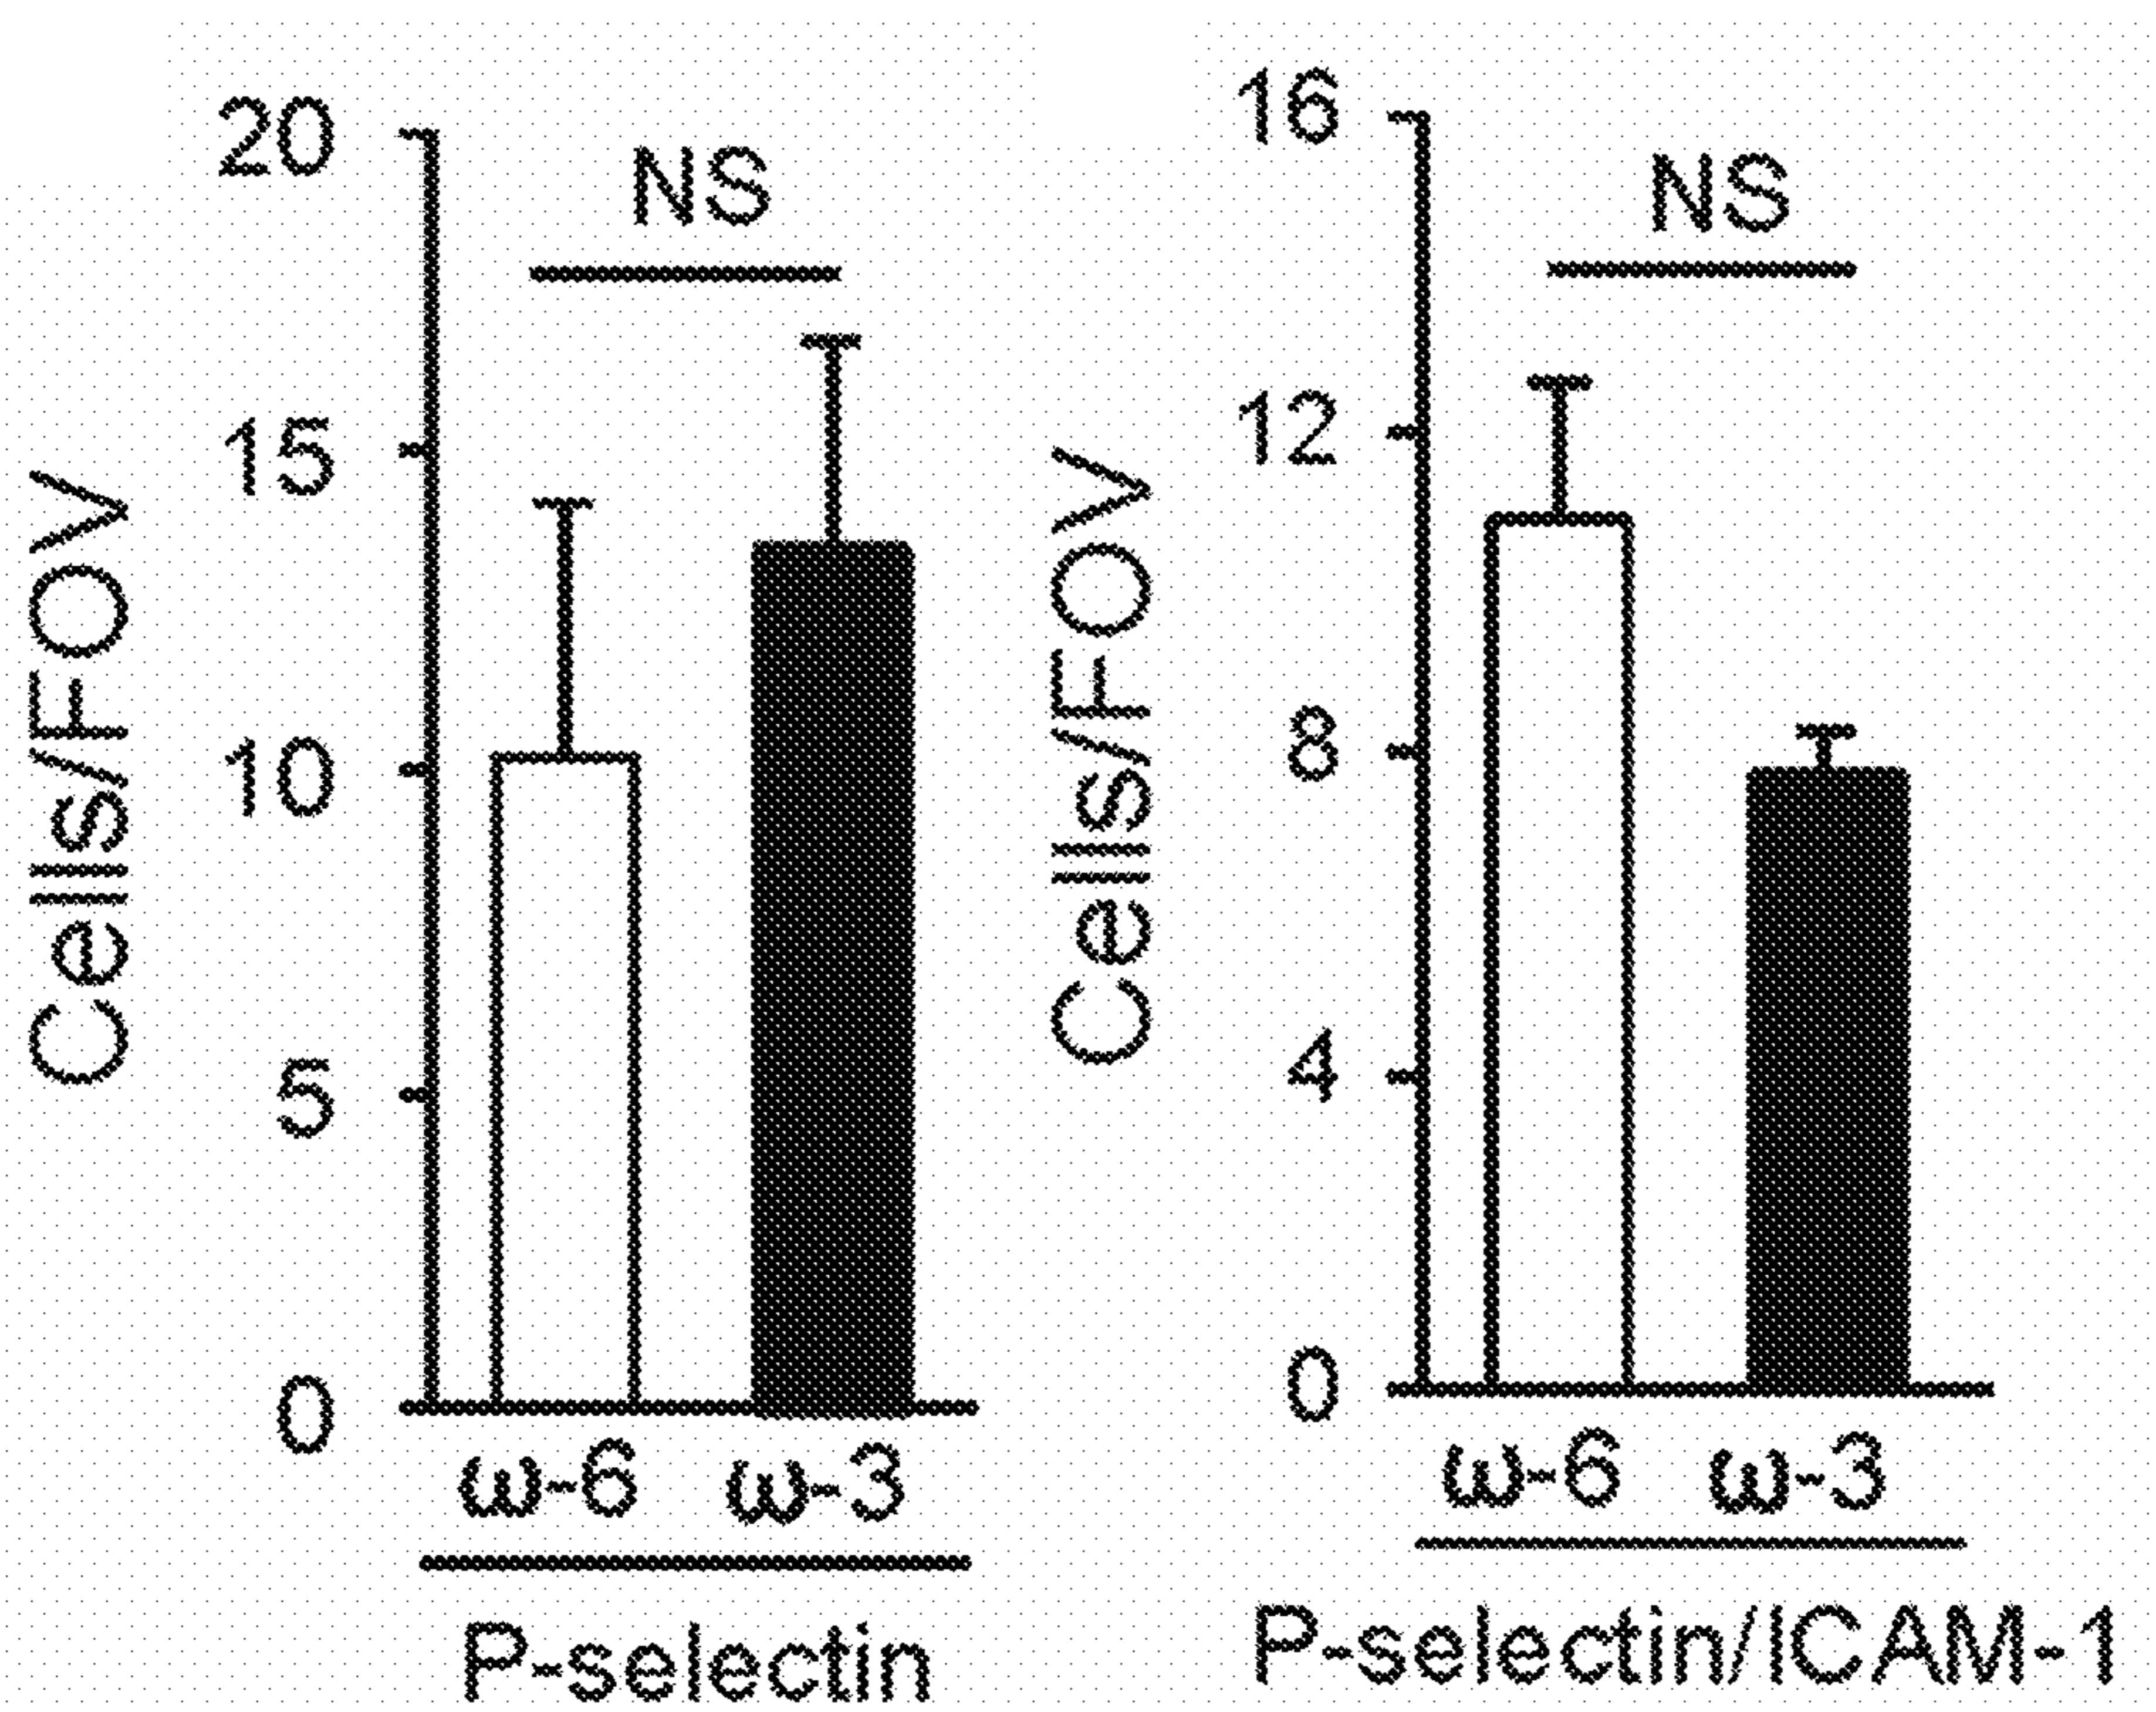 Cells/FOV
20
15
10
5
0
NS
ω-6 ω-3
P-selectin
Cells/FOV
16
12
8
4
0
NS
ω-6 ω-3
P-selectin/ICAM-1